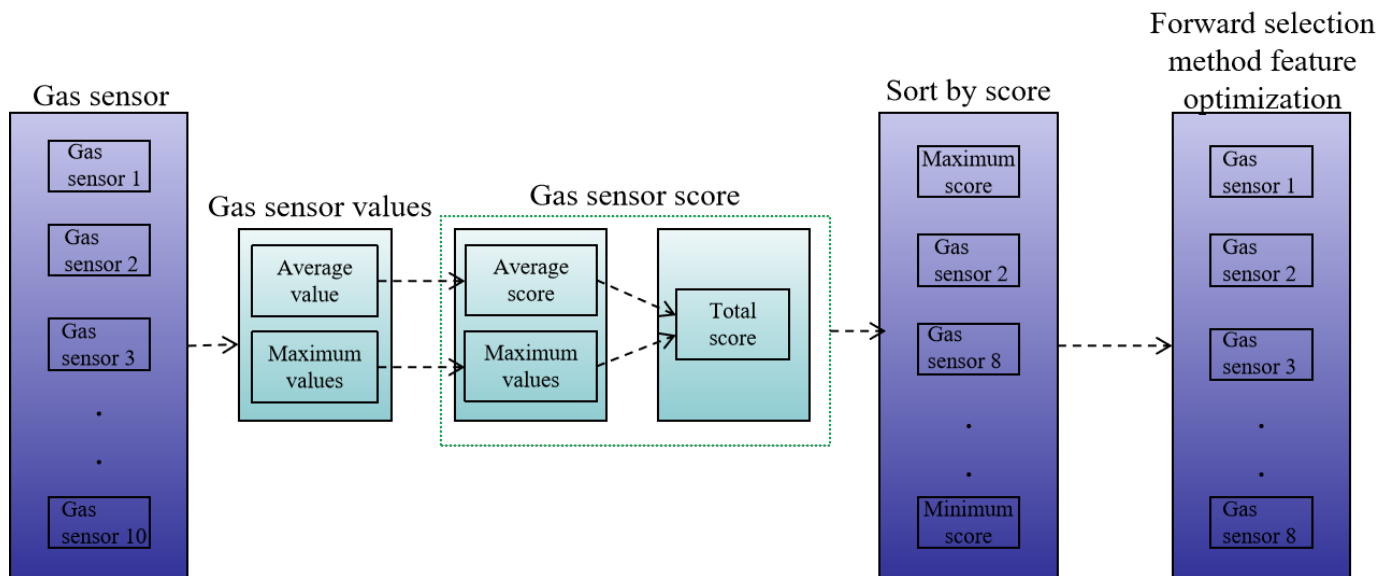 Gas sensor
Gas
sensor 1
Gas
sensor 2
Gas
sensor 3
.
.
Gas
sensor 10
Gas sensor values
Average
value
Maximum
values
Gas sensor score
Average
score
Maximum
values
Total
score
Sort by score
Maximum
score
Gas
sensor 2
Gas
sensor 8
.
.
Minimum
score
Forward selection
method feature
optimization
Gas
sensor 1
Gas
sensor 2
Gas
sensor 3
.
.
Gas
sensor 8